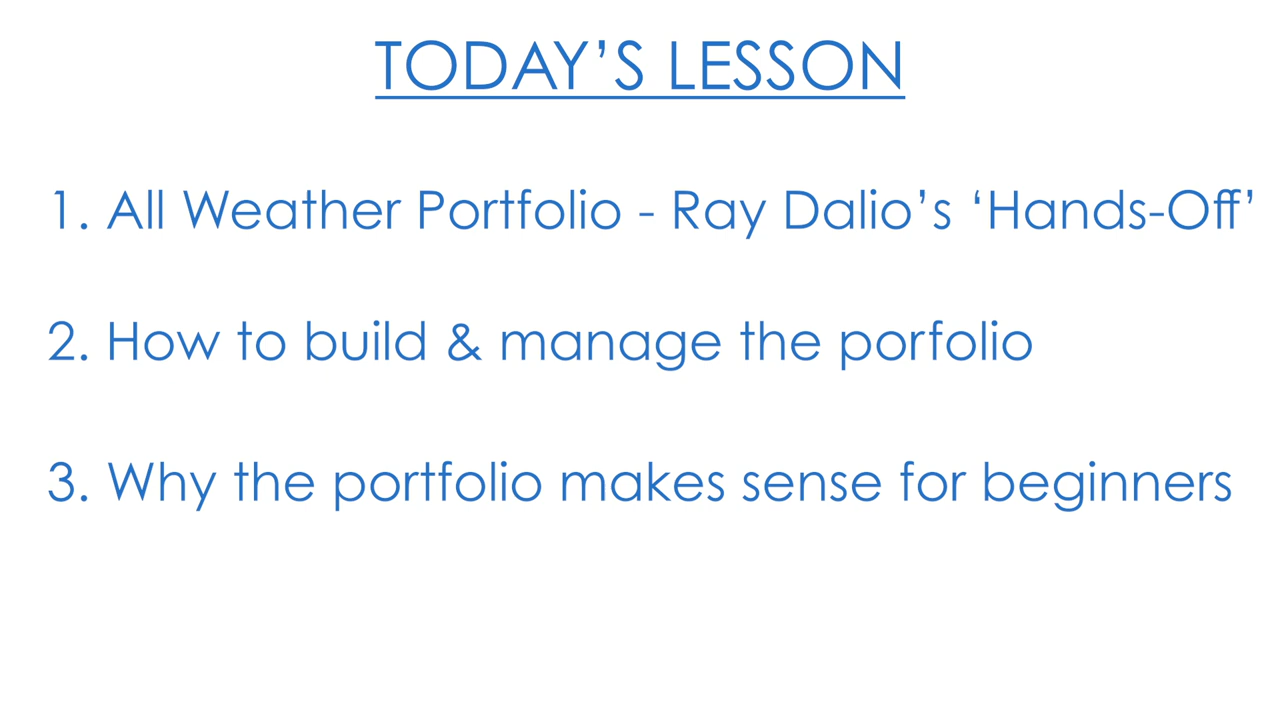 TODAY’S LESSON
1. All Weather Portfolio - Ray Dalio’s ‘Hands-Off’
2. How to build & manage the porfolio
3. Why the portfolio makes sense for beginners